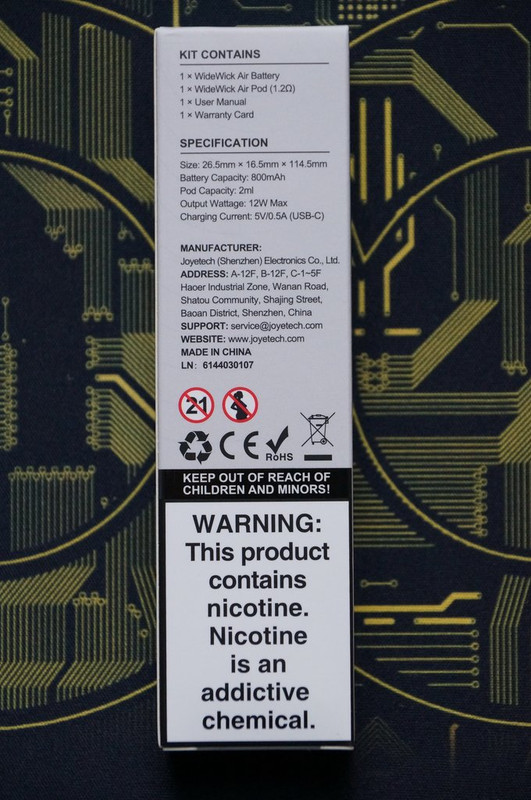 KIT CONTAINS
1 × WideWick Air Battery
1 × WideWick Air Pod (1.2Ω)
1 × User Manual
1 × Warranty Card
SPECIFICATION
Size: 26.5mm × 16.5mm × 114.5mm
Battery Capacity: 800mAh
Pod Capacity: 2ml
Output Wattage: 12W Max
Charging Current: 5V/0.5A (USB-C)
MANUFACTURER:
Joyetech (Shenzhen) Electronics Co., Ltd.
ADDRESS: A-12F, B-12F, C-1~5F
Haoer Industrial Zone, Wanan Road,
Shatou Community, Shajing Street,
Baoan District, Shenzhen, China
SUPPORT: service@joyetech.com
WEBSITE: www.joyetech.com
MADE IN CHINA
LN: 6144030107
21
CE
RoHS
KEEP OUT OF REACH OF
CHILDREN AND MINORS!
WARNING:
This product
contains
nicotine.
Nicotine
is an
addictive
chemical.